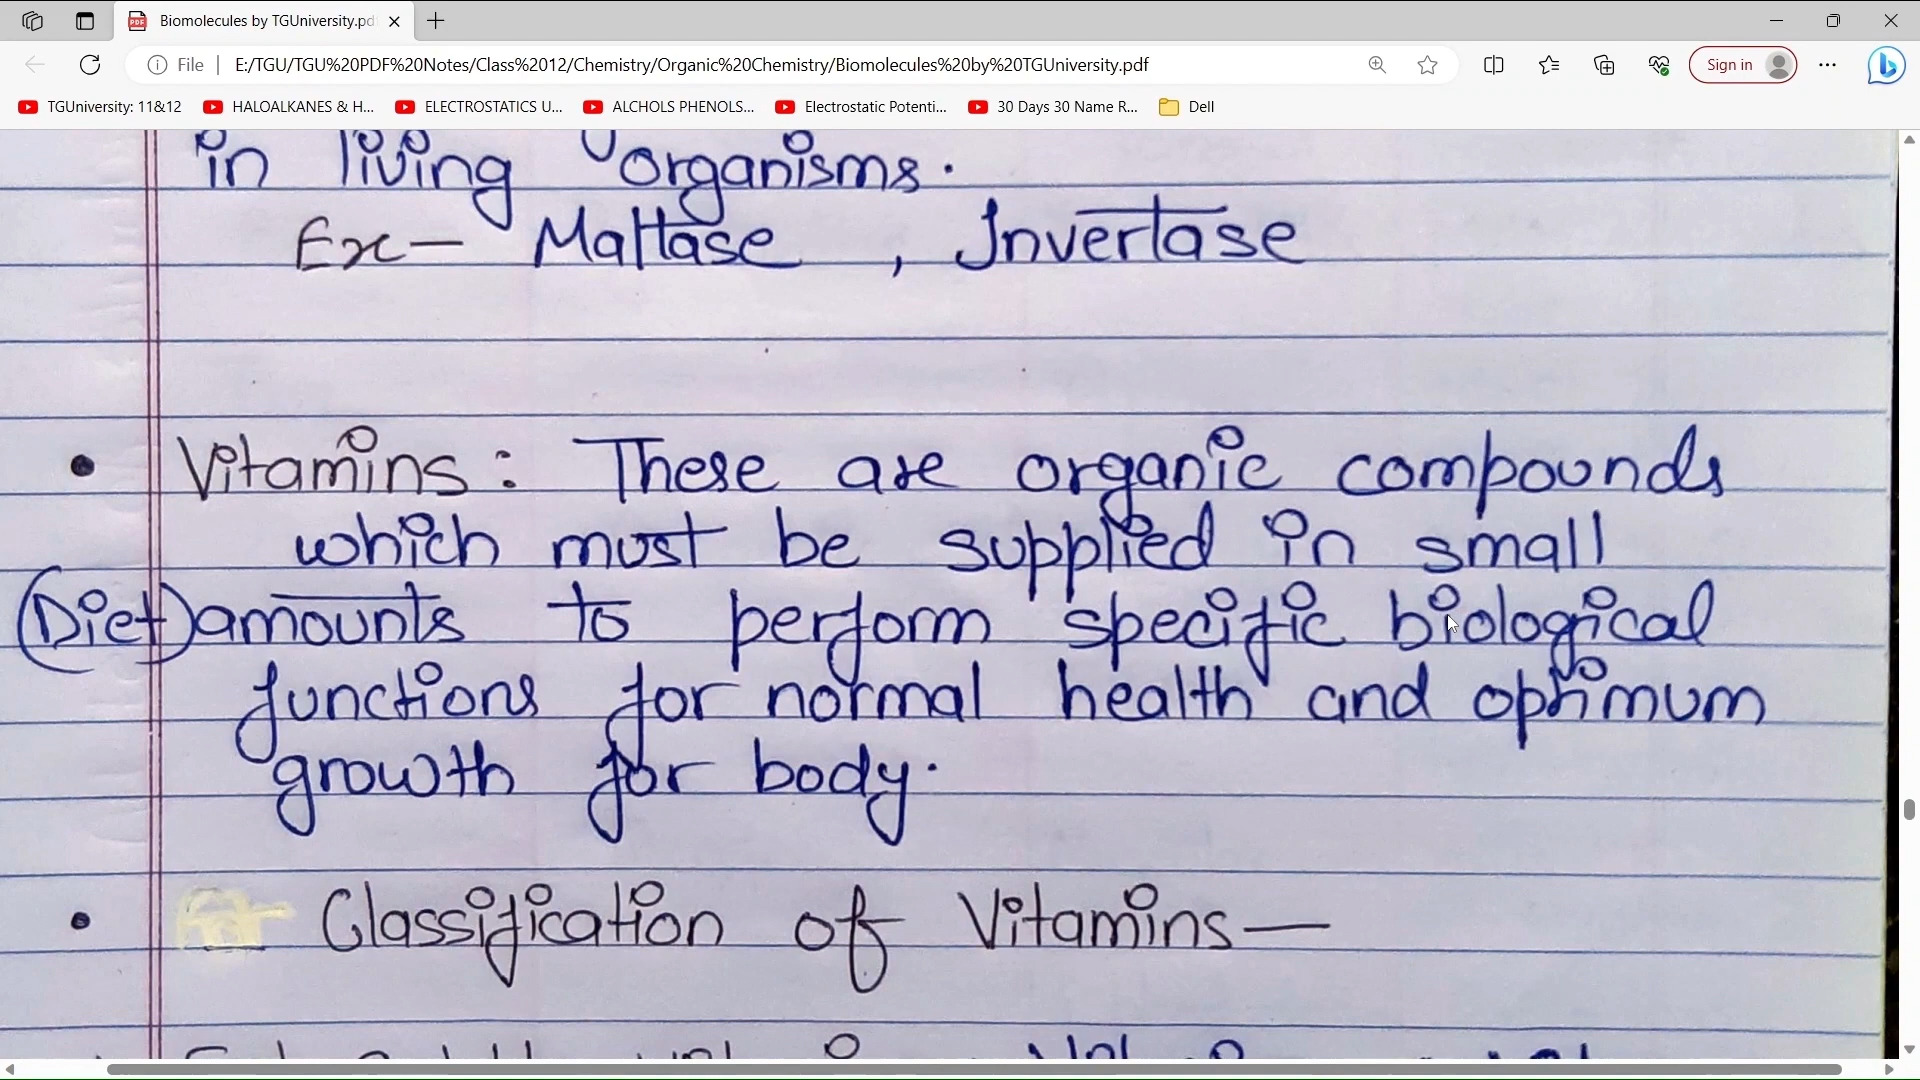 Biomolecules by TGUniversity.pd
File
E:/TGU/TGU%20PDF%20Notes/Class%2012/Chemistry/Organic%20Chemistry/Biomolecules%20by%20TGUniversity.pdf
Sign in
TGUniversity: 11&12
HALOALKANES & H...
ELECTROSTATICS U...
ALCHOLS PHENOLS...
Electrostatic Potenti...
30 Days 30 Name R...
Dell
in living organisms.
Ex— Maltase , Invertase
• Vitamins : These are organic compounds
which must be supplied in small
(Diet) amounts to perform specific biological
functions for normal health and optimum
growth for body.
• Classification of Vitamins —